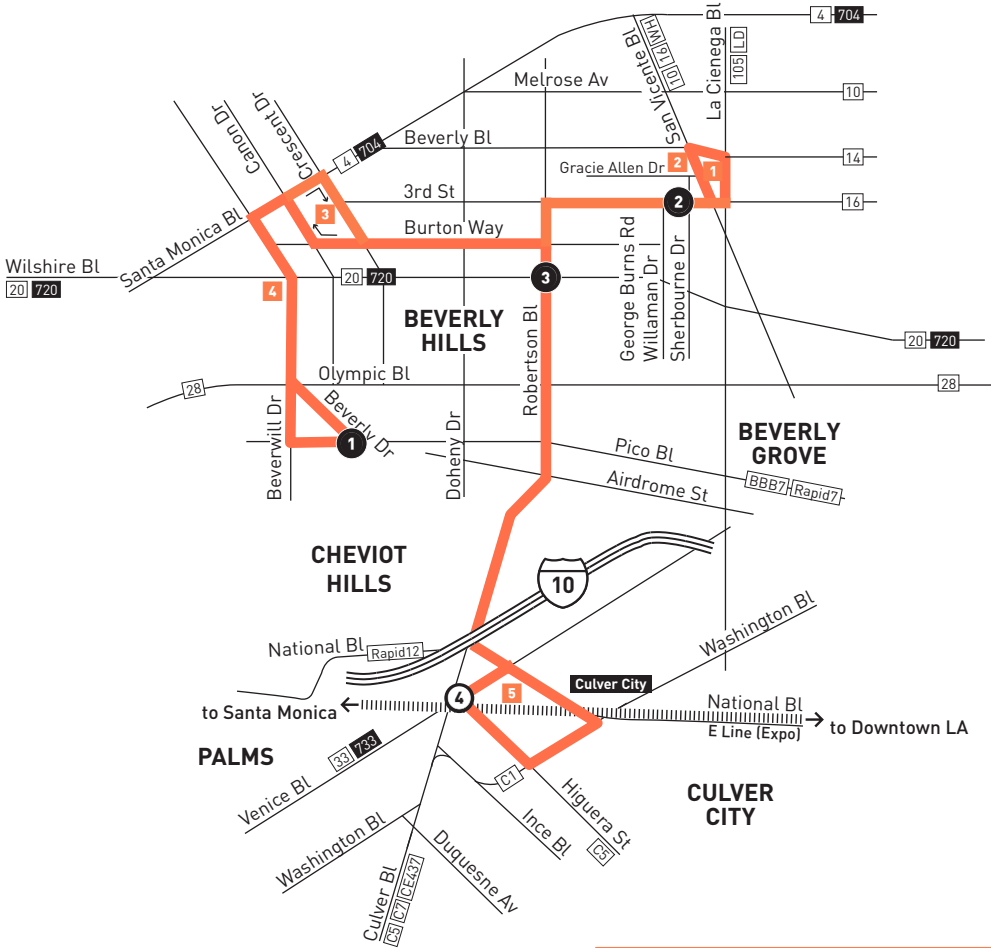 4 704
San Vicente Bl
10 16 WH
La Cienega Bl
105 LD
Melrose Av
10
Canon Dr
Crescent Dr
4 704
Beverly Bl
14
2
1
Gracie Allen Dr
3rd St
16
2
3
Santa Monica Bl
Burton Way
Wilshire Bl
20 720
4
20 720
3
George Burns Rd
Willaman Dr
Sherbourne Dr
BEVERLY
HILLS
Robertson Bl
20 720
Olympic Bl
28
28
Beverly Dr
Beverwill Dr
1
Doheny Dr
Pico Bl
BBB7 Rapid7
BEVERLY
GROVE
Airdrome St
CHEVIOT
HILLS
10
National Bl
Rapid12
Washington Bl
Culver City
5
4
to Santa Monica
National Bl
E Line (Expo)
to Downtown LA
PALMS
33 733
Venice Bl
C1
Higuera St
C5
CULVER
CITY
Ince Bl
Washington Bl
Duquesne Av
Culver Bl
C5 C7 CE437